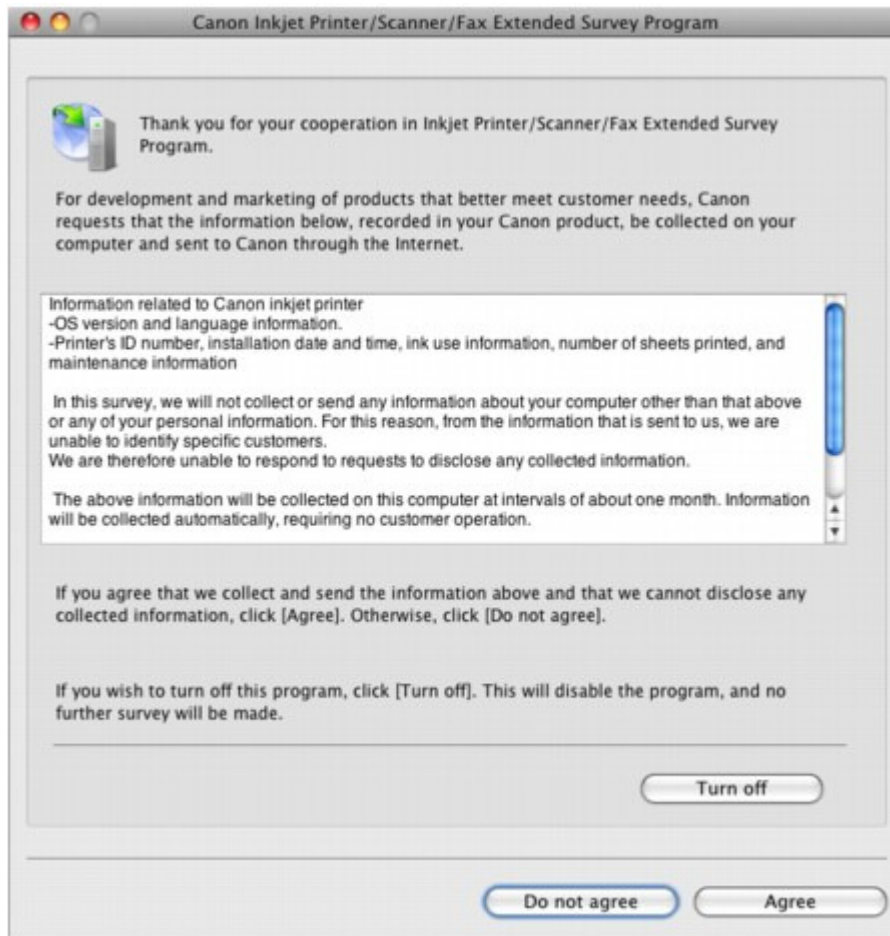 Canon Inkjet Printer/Scanner/Fax Extended Survey Program
Thank you for your cooperation in Inkjet Printer/Scanner/Fax Extended Survey
Program.
For development and marketing of products that better meet customer needs, Canon
requests that the information below, recorded in your Canon product, be collected on your
computer and sent to Canon through the Internet.
Information related to Canon inkjet printer
-OS version and language information.
-Printer's ID number, installation date and time, ink use information, number of sheets printed, and
maintenance information
In this survey, we will not collect or send any information about your computer other than that above
or any of your personal information. For this reason, from the information that is sent to us, we are
unable to identify specific customers.
We are therefore unable to respond to requests to disclose any collected information.
The above information will be collected on this computer at intervals of about one month. Information
will be collected automatically, requiring no customer operation.
If you agree that we collect and send the information above and that we cannot disclose any
collected information, click [Agree]. Otherwise, click [Do not agree].
If you wish to turn off this program, click [Turn off]. This will disable the program, and no
further survey will be made.
Turn off
Do not agree
Agree